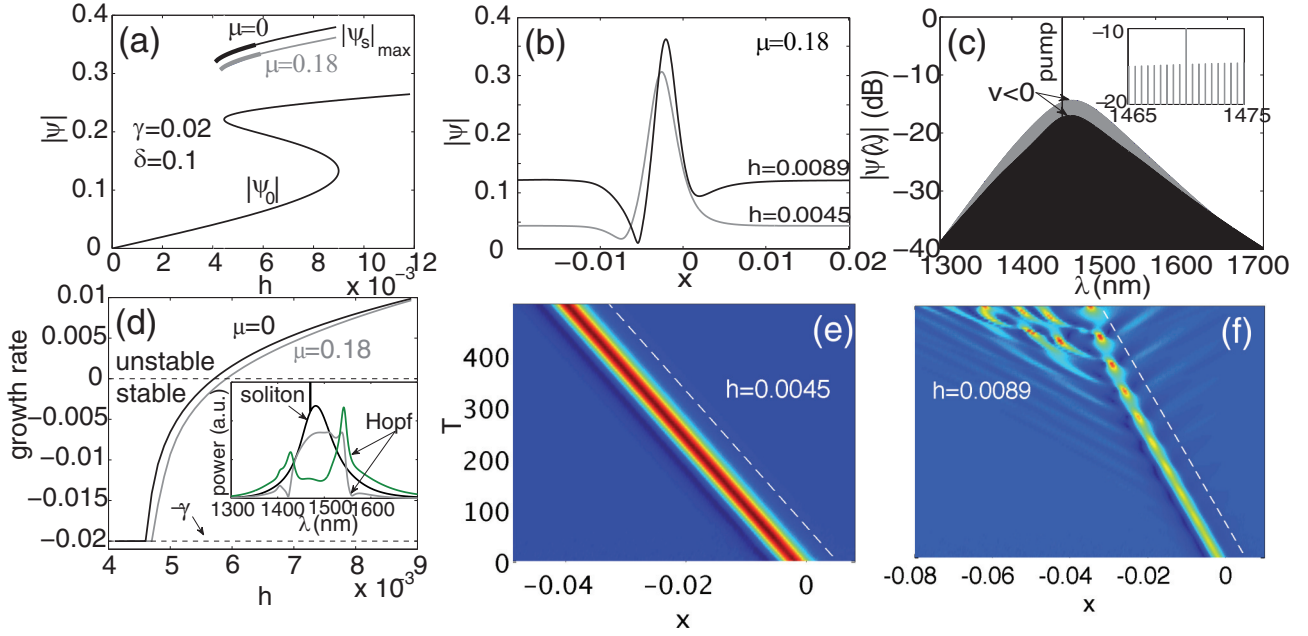 (a)
μ=0
|ψs|max
μ=0.18
γ=0.02
δ=0.1
|ψ0|
|ψ|
0.4
0.3
0.2
0.1
0
0 2 4 6 8 10 12
h
x 10⁻³
(b)
μ=0.18
|ψ|
0.4
0.3
0.2
0.1
0
h=0.0089
h=0.0045
−0.01 0 0.01 0.02
x
(c)
pump
v<0
|ψ(λ)| (dB)
0
−10
−20
−30
−40
−10
−20
1465 1475
1300 1400 1500 1600 1700
λ(nm)
(d)
growth rate
0.01
0.005
0
−0.005
−0.01
−0.015
−0.02
μ=0
μ=0.18
unstable
stable
soliton
Hopf
power (a.u.)
1300 1400 1500 1600
λ(nm)
−γ
4 5 6 7 8 9
h
x 10⁻³
(e)
h=0.0045
T
400
300
200
100
0
−0.04 −0.02 0
x
(f)
h=0.0089
-0.08 -0.06 -0.04 -0.02 0
x